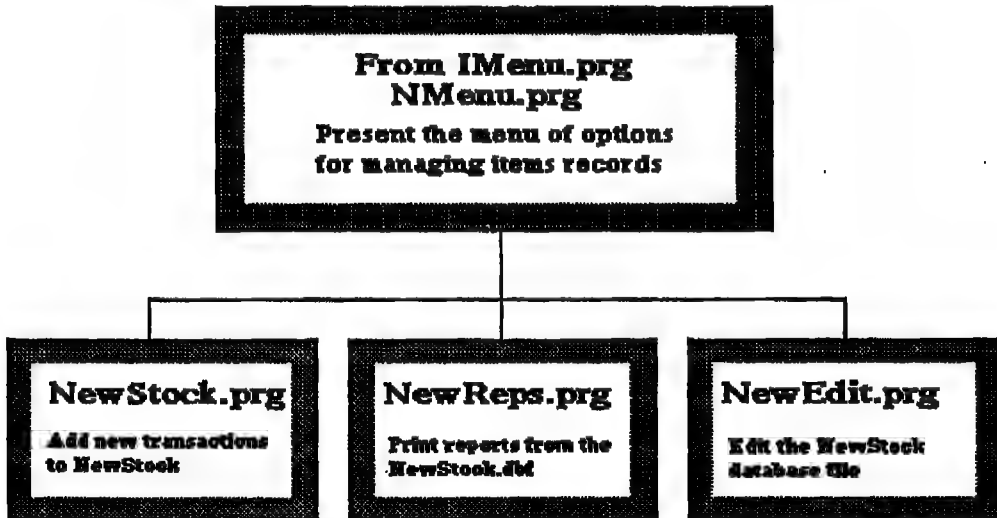 From IMenu.prg
NMenu.prg
Present the menu of options
for managing items records
NewStock.prg
Add new transactions
to NewStock
NewReps.prg
Print reports from the
NewStock.dbf
NewEdit.prg
Edit the NewStock
database file